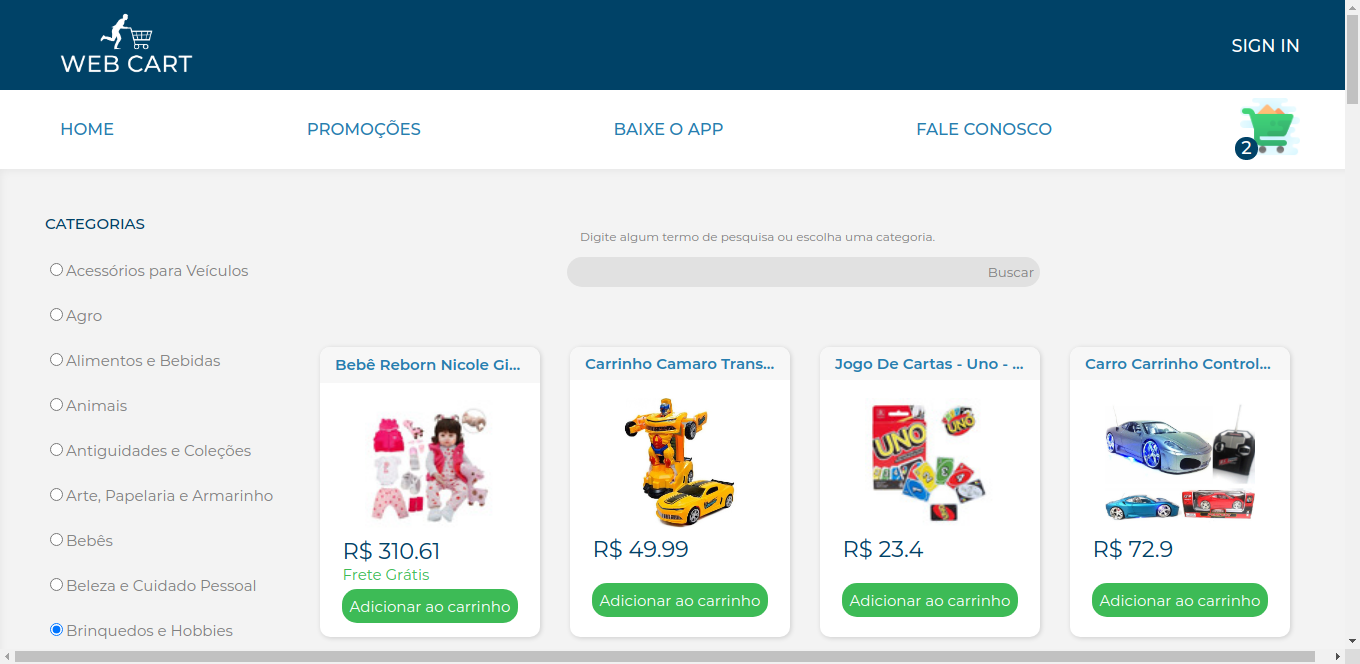 WEB CART
SIGN IN
HOME
PROMOÇÕES
BAIXE O APP
FALE CONOSCO
2
CATEGORIAS
Acessórios para Veículos
Agro
Alimentos e Bebidas
Animais
Antiguidades e Coleções
Arte, Papelaria e Armarinho
Bebês
Beleza e Cuidado Pessoal
Brinquedos e Hobbies
Digite algum termo de pesquisa ou escolha uma categoria.
Buscar
Bebê Reborn Nicole Gi...
R$ 310.61
Frete Grátis
Adicionar ao carrinho
Carrinho Camaro Trans...
R$ 49.99
Adicionar ao carrinho
Jogo De Cartas - Uno - ...
UNO
UNO
R$ 23.4
Adicionar ao carrinho
Carro Carrinho Control...
R$ 72.9
Adicionar ao carrinho